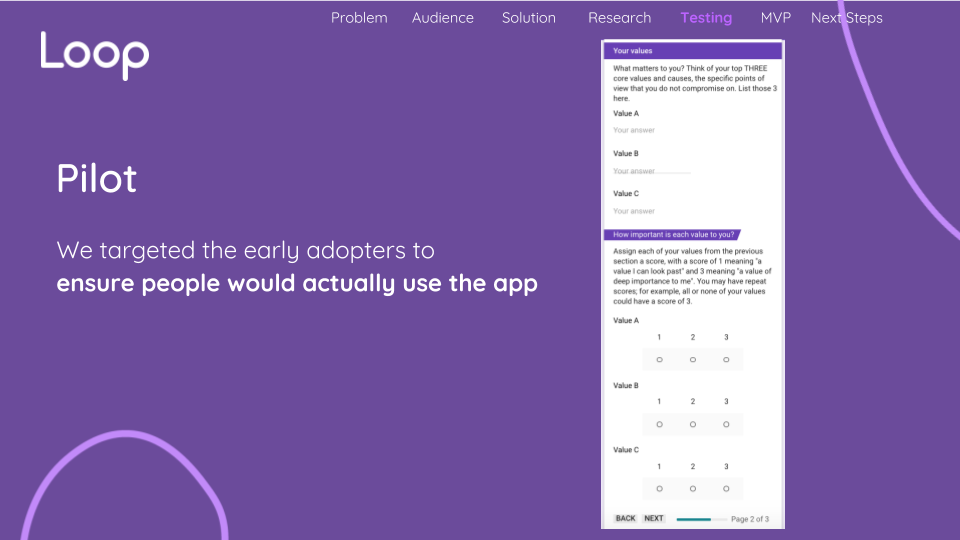 Problem Audience Solution Research Testing MVP Next Steps
Loop
Pilot
We targeted the early adopters to
ensure people would actually use the app
Your values
What matters to you? Think of your top THREE
core values and causes, the specific points of
view that you do not compromise on. List those 3
here.
Value A
Your answer
Value B
Your answer
Value C
Your answer
How important is each value to you?
Assign each of your values from the previous
section a score, with a score of 1 meaning "a
value I can look past" and 3 meaning "a value of
deep importance to me". You may have repeat
scores; for example, all or none of your values
could have a score of 3.
Value A
1 2 3
Value B
1 2 3
Value C
1 2 3
BACK NEXT Page 2 of 3